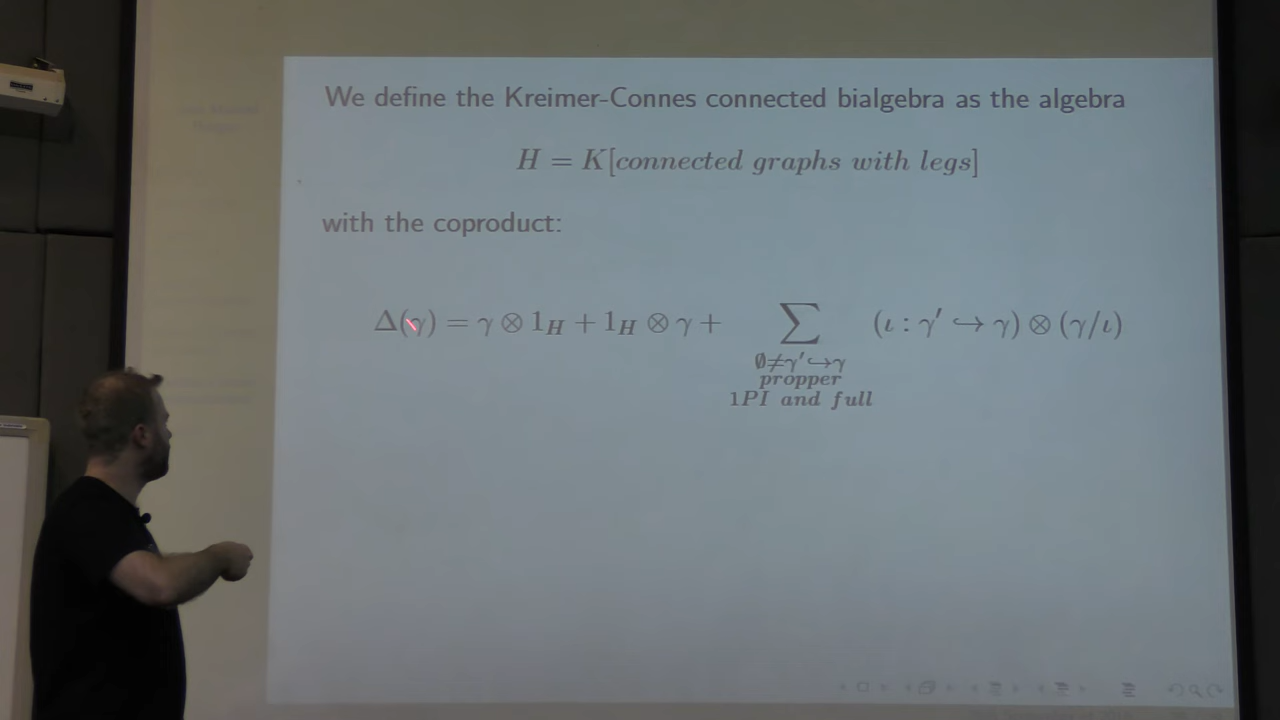 We define the Kreimer-Connes connected bialgebra as the algebra
H = K[connected graphs with legs]
with the coproduct:
Δ(γ) = γ ⊗ 1_H + 1_H ⊗ γ + ∑ (ι : γ′ ↪ γ) ⊗ (γ/ι)
∅≠γ′↪γ
propper
1PI and full